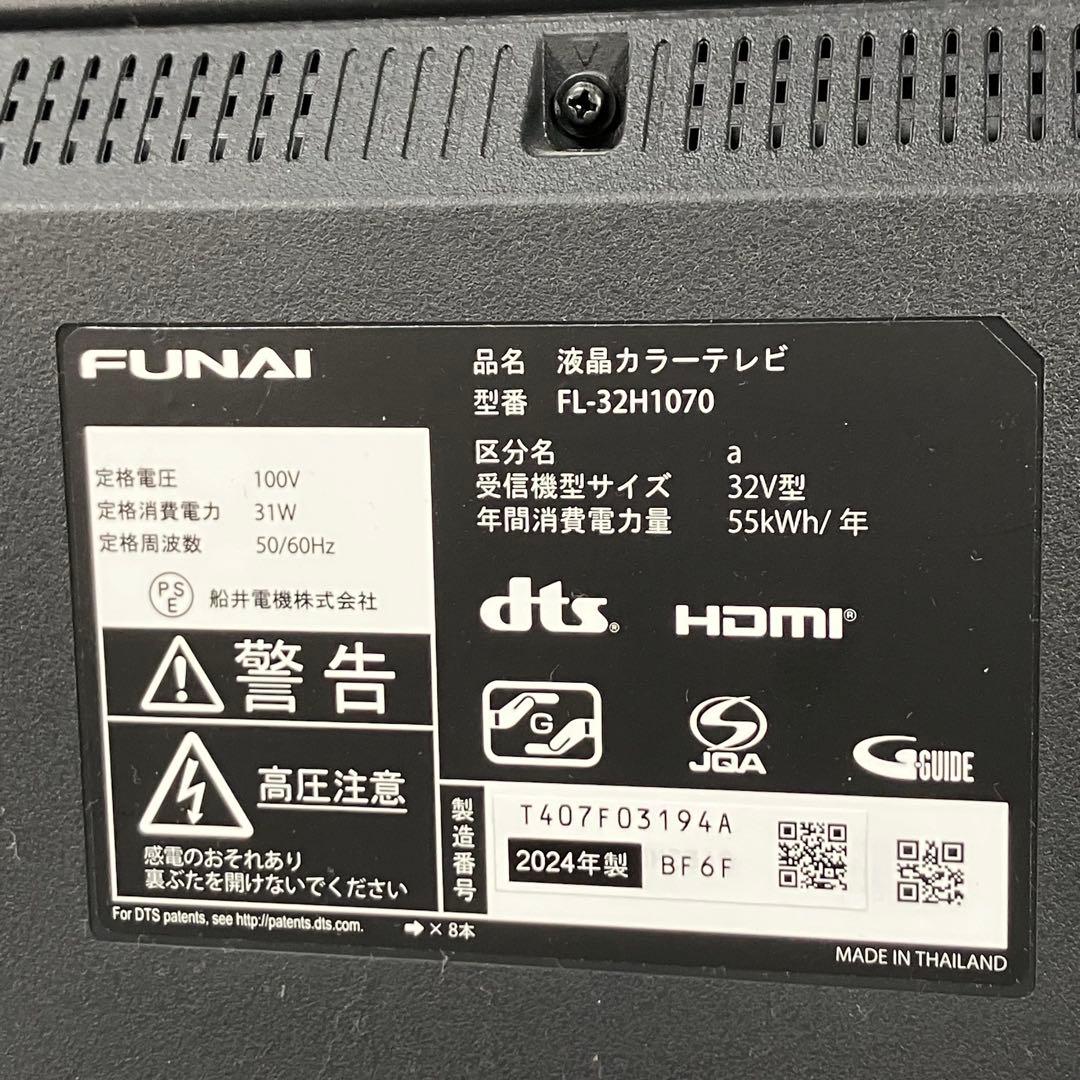 FUNAI
品名 液晶カラーテレビ
型番 FL-32H1070
定格電圧 100V
定格消費電力 31W
定格周波数 50/60Hz
PSE 船井電機株式会社
区分名 a
受信機型サイズ 32V型
年間消費電力量 55kWh/年
dts®
HDMI®
G
JQA
G-GUIDE
警告
高圧注意
感電のおそれあり
裏ぶたを開けないでください
製造番号
T407F03194A
2024年製 BF6F
For DTS patents, see http://patents.dts.com.
➡ × 8本
MADE IN THAILAND